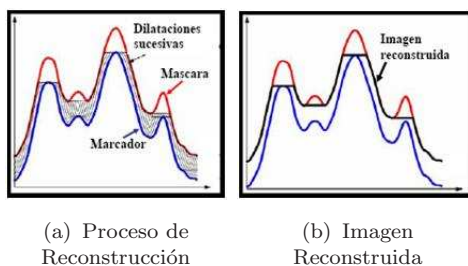 Dilataciones
sucesivas
Mascara
Marcador
Imagen
reconstruida
(a) Proceso de
Reconstrucción
(b) Imagen
Reconstruida